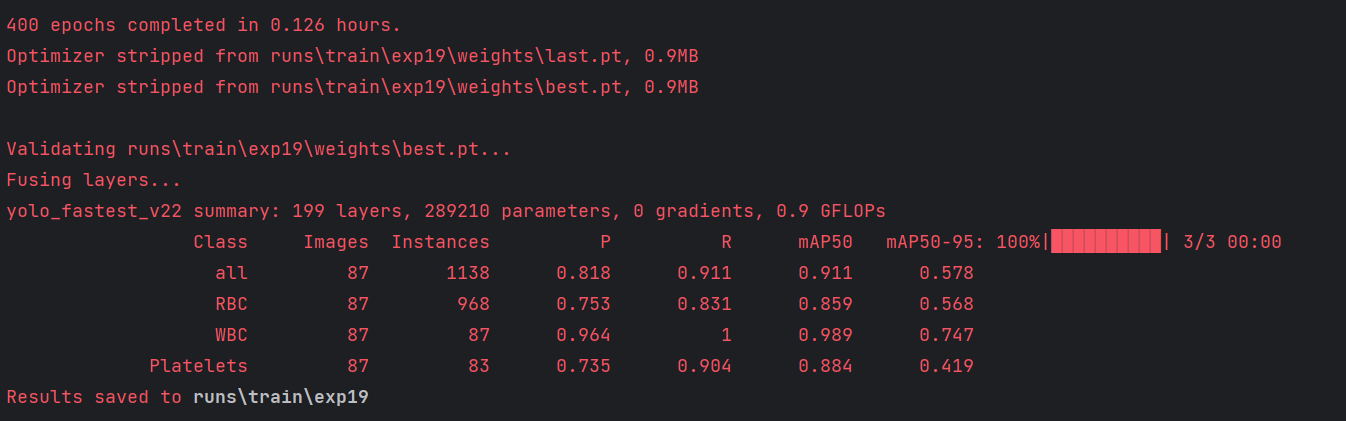 400 epochs completed in 0.126 hours.
Optimizer stripped from runs\train\exp19\weights\last.pt, 0.9MB
Optimizer stripped from runs\train\exp19\weights\best.pt, 0.9MB
Validating runs\train\exp19\weights\best.pt...
Fusing layers...
yolo_fastest_v22 summary: 199 layers, 289210 parameters, 0 gradients, 0.9 GFLOPs
Class Images Instances P R mAP50 mAP50-95: 100%|██████████| 3/3 00:00
all 87 1138 0.818 0.911 0.911 0.578
RBC 87 968 0.753 0.831 0.859 0.568
WBC 87 87 0.964 1 0.989 0.747
Platelets 87 83 0.735 0.904 0.884 0.419
Results saved to runs\train\exp19